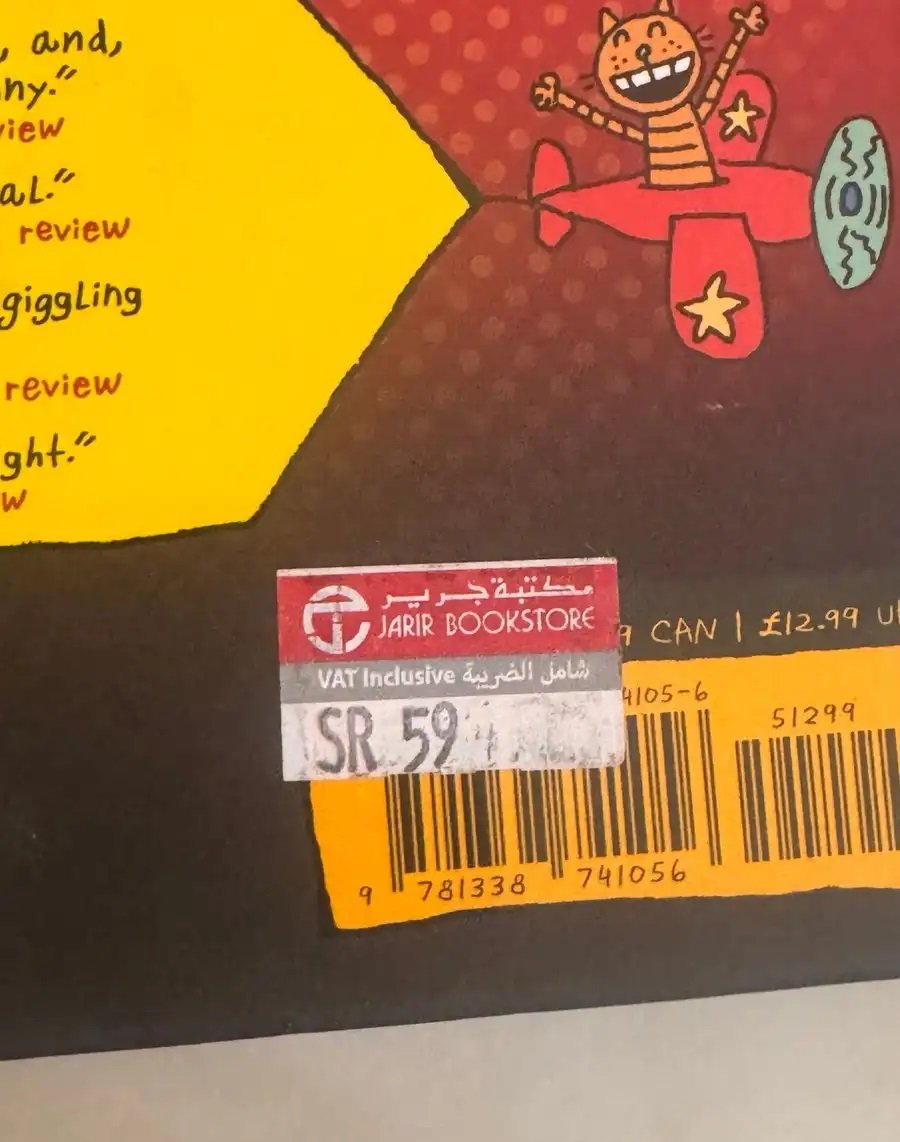 , and,
ny."
view
aL."
review
giggling
review
ght."
w
مكتبة جرير
JARIR BOOKSTORE
9 CAN | £12.99 U
VAT Inclusive شامل الضريبة
4105-6
51299
SR 59
9 781338 741056